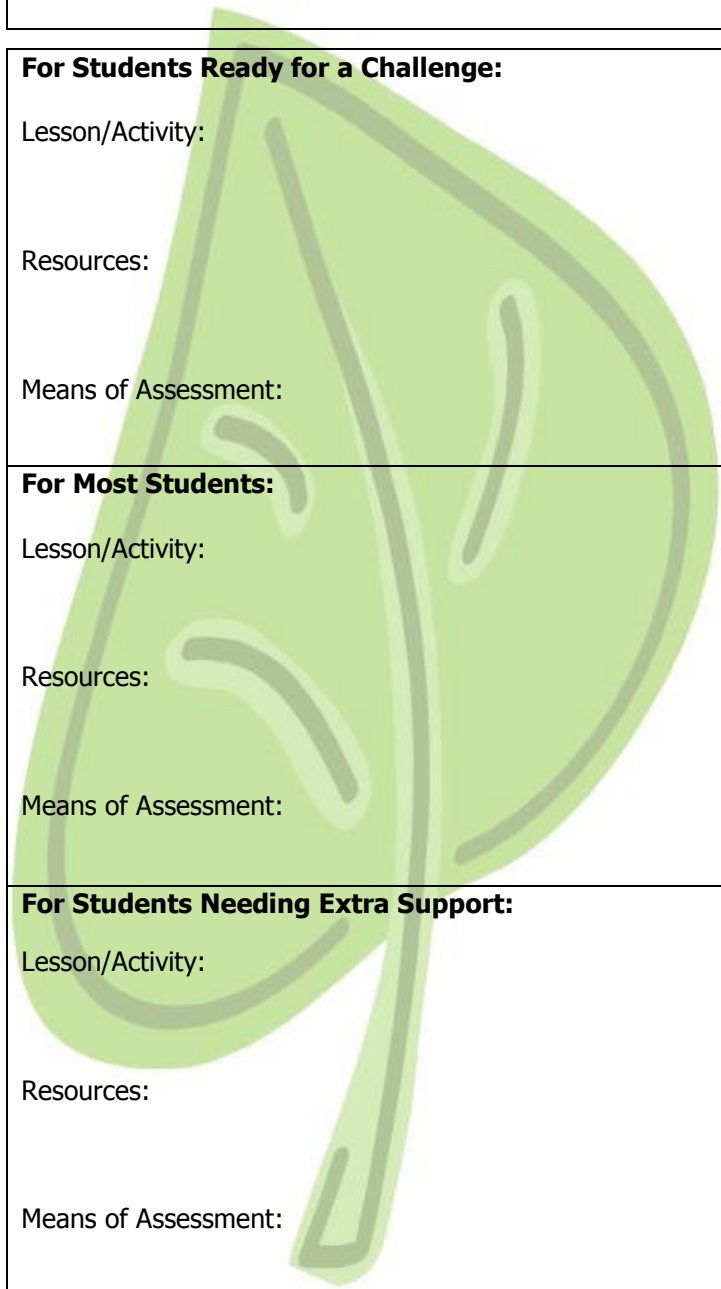 For Students Ready for a Challenge:
Lesson/Activity:
Resources:
Means of Assessment:
For Most Students:
Lesson/Activity:
Resources:
Means of Assessment:
For Students Needing Extra Support:
Lesson/Activity:
Resources:
Means of Assessment: